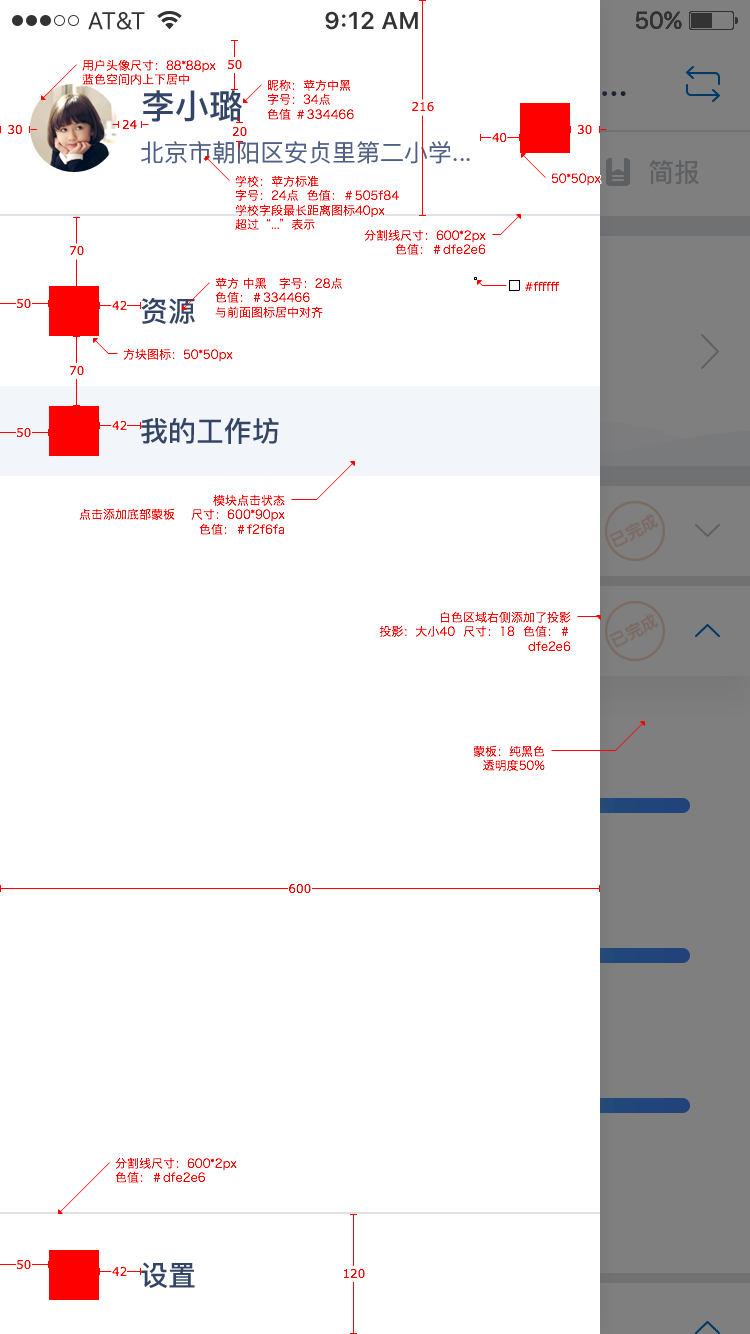 AT&T 9:12 AM 50%
用户头像尺寸：88*88px
蓝色空间内上下居中
50
昵称：苹方中黑
字号：34点
色值 ＃334466
李小璐
216
...
30
24
20
40
30
北京市朝阳区安贞里第二小学...
50*50px
简报
学校：苹方标准
字号：24点 色值：＃505f84
学校字段最长距离图标40px
超过“...”表示
分割线尺寸：600*2px
色值：＃dfe2e6
70
苹方 中黑 字号：28点
色值：＃334466
与前面图标居中对齐
#ffffff
50
42
资源
方块图标：50*50px
70
50
42
我的工作坊
模块点击状态
点击添加底部蒙板 尺寸：600*90px
色值：＃f2f6fa
已完成
白色区域右侧添加了投影
投影：大小40 尺寸：18 色值：＃
dfe2e6
已完成
蒙板：纯黑色
透明度50%
600
分割线尺寸：600*2px
色值：＃dfe2e6
50
42
设置
120